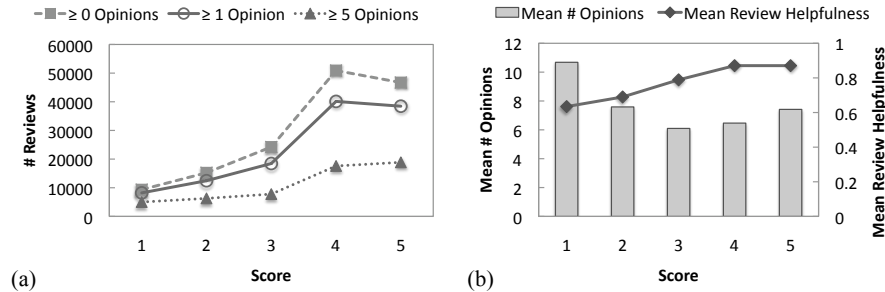 ≥ 0 Opinions ≥ 1 Opinion ≥ 5 Opinions
60000
50000
40000
30000
20000
10000
0
# Reviews
1 2 3 4 5
Score
(a)
Mean # Opinions Mean Review Helpfulness
12
10
8
6
4
2
0
Mean # Opinions
1
0.8
0.6
0.4
0.2
0
Mean Review Helpfulness
1 2 3 4 5
Score
(b)